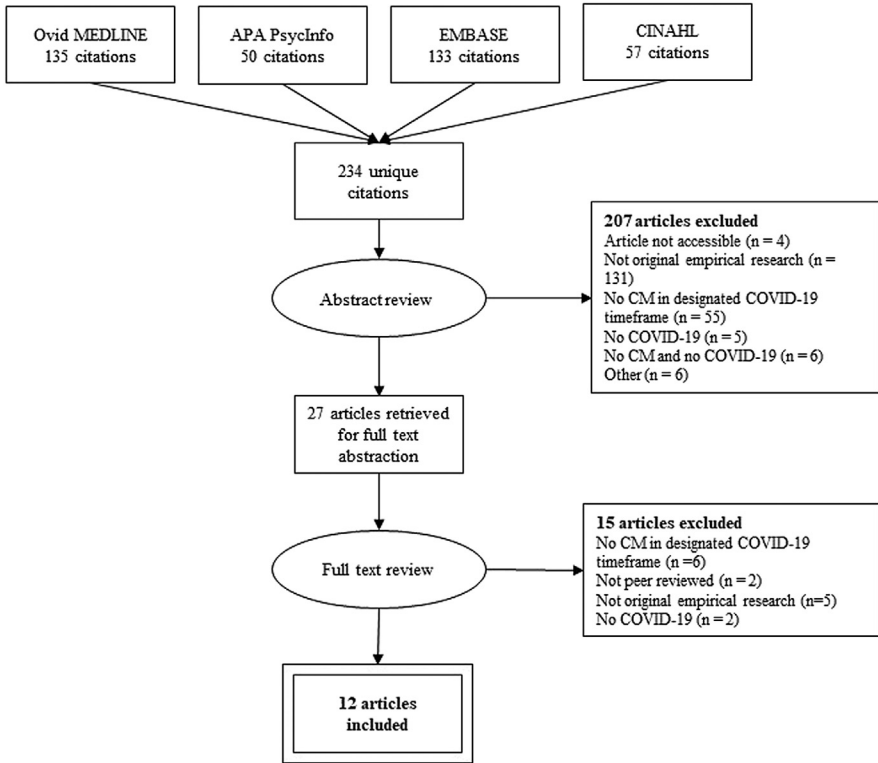 Ovid MEDLINE
135 citations
APA PsycInfo
50 citations
EMBASE
133 citations
CINAHL
57 citations
234 unique
citations
207 articles excluded
Article not accessible (n = 4)
Not original empirical research (n =
131)
No CM in designated COVID-19
timeframe (n = 55)
No COVID-19 (n = 5)
No CM and no COVID-19 (n = 6)
Other (n = 6)
Abstract review
27 articles retrieved
for full text
abstraction
15 articles excluded
No CM in designated COVID-19
timeframe (n =6)
Not peer reviewed (n = 2)
Not original empirical research (n=5)
No COVID-19 (n = 2)
Full text review
12 articles
included